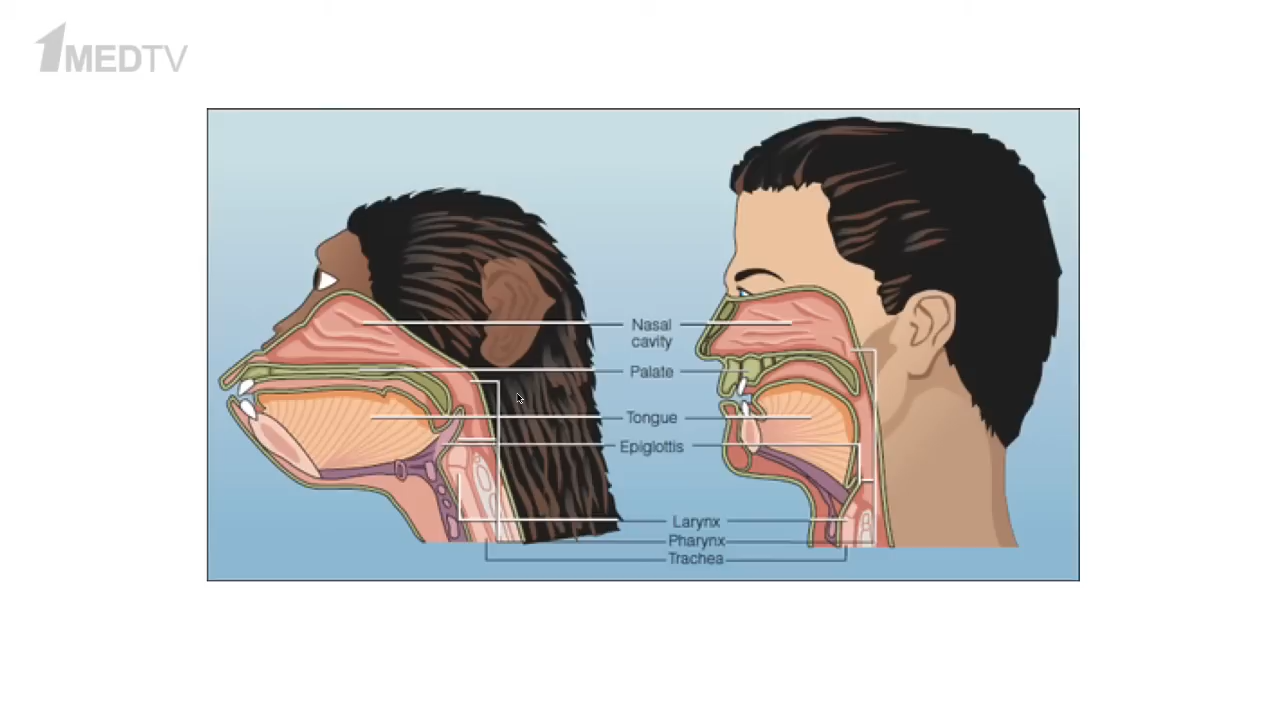 1MEDTV
Nasal
cavity
Palate
Tongue
Epiglottis
Larynx
Pharynx
Trachea